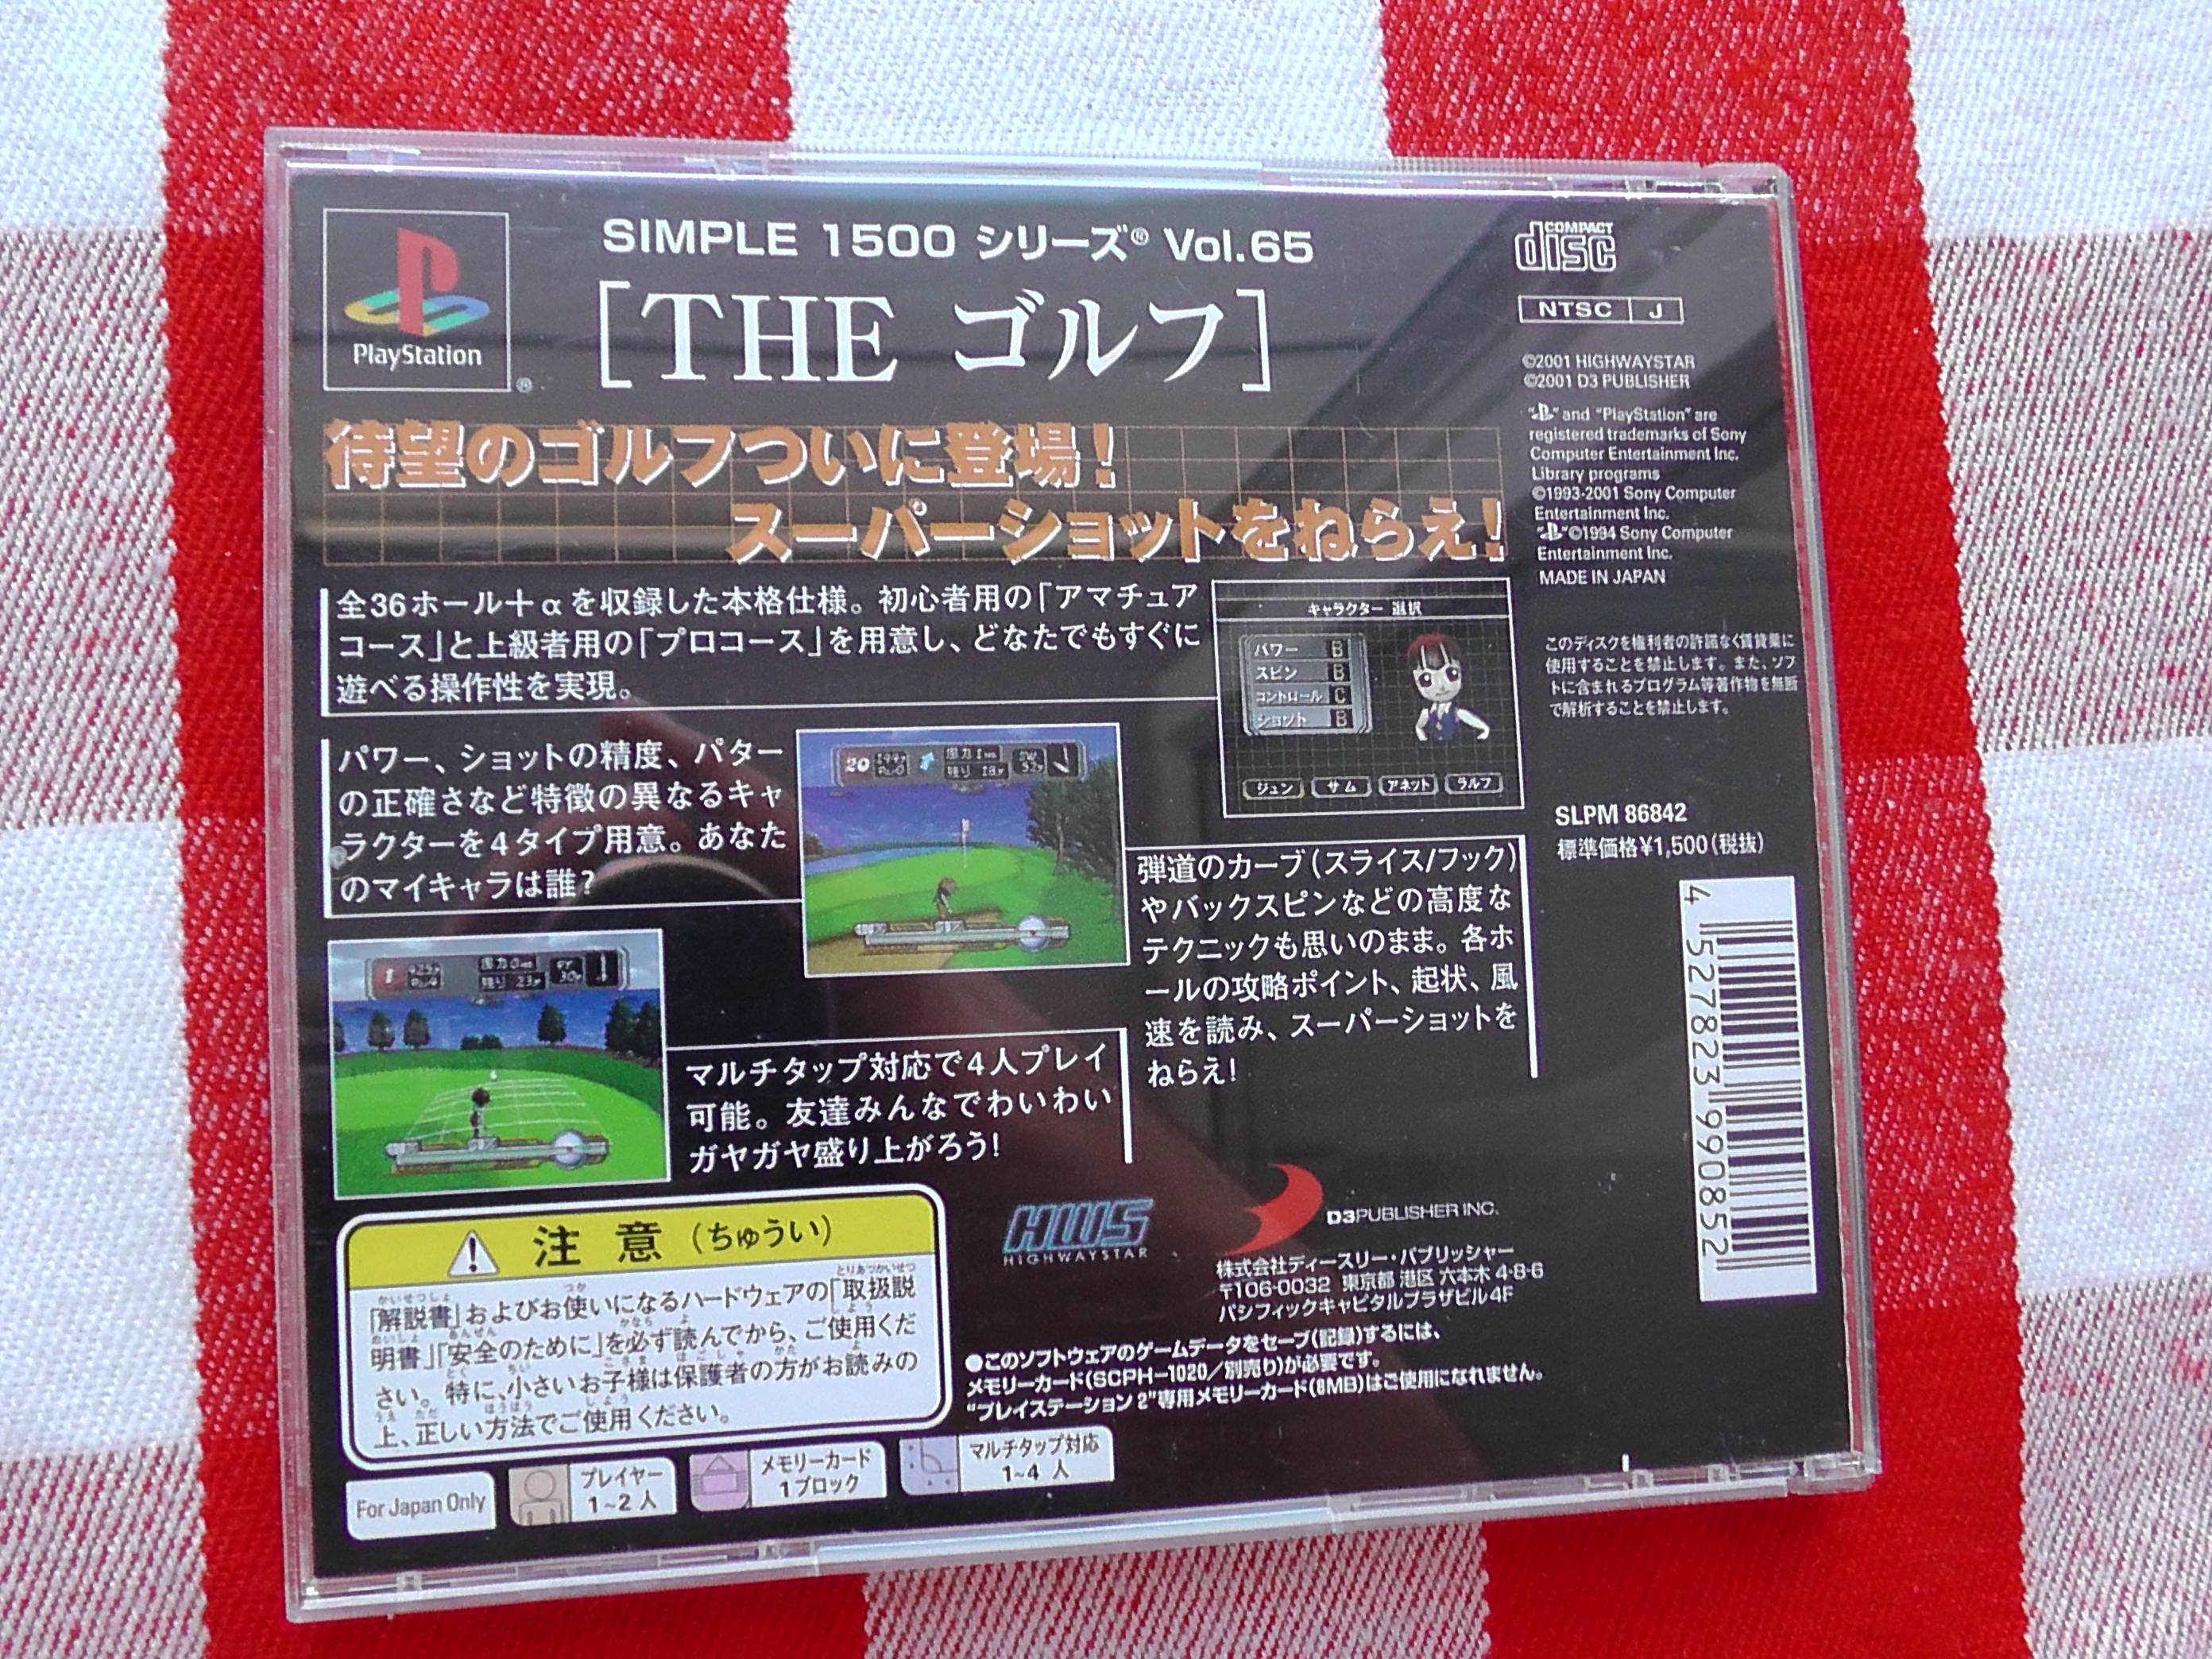 PlayStation
®
SIMPLE 1500 シリーズ® Vol.65
[THE ゴルフ]
COMPACT
disc
NTSC J
©2001 HIGHWAYSTAR
©2001 D3 PUBLISHER
"PS" and "PlayStation" are
registered trademarks of Sony
Computer Entertainment Inc.
Library programs
©1993-2001 Sony Computer
Entertainment Inc.
"PS"©1994 Sony Computer
Entertainment Inc.
MADE IN JAPAN
このディスクを権利者の許諾なく賃貸業に
使用することを禁止します。また、ソフ
トに含まれるプログラム等著作物を無断
で解析することを禁止します。
SLPM 86842
標準価格¥1,500(税抜)
4 527823 990852
待望のゴルフついに登場!
スーパーショットをねらえ!
全36ホール+αを収録した本格仕様。初心者用の「アマチュア
コース」と上級者用の「プロコース」を用意し、どなたでもすぐに
遊べる操作性を実現。
キャラクター 選択
パワー B
スピン B
コントロール C
ショット B
ジュン サム アネット ラルフ
パワー、ショットの精度、パター
の正確さなど特徴の異なるキャ
ラクターを4タイプ用意。あなた
のマイキャラは誰?
弾道のカーブ(スライス/フック)
やバックスピンなどの高度な
テクニックも思いのまま。各ホ
ールの攻略ポイント、起伏、風
速を読み、スーパーショットを
ねらえ!
マルチタップ対応で4人プレイ
可能。友達みんなでわいわい
ガヤガヤ盛り上がろう!
注意(ちゅうい)
「解説書」およびお使いになるハードウェアの「取扱説
明書」「安全のために」を必ず読んでから、ご使用くだ
さい。特に、小さいお子様は保護者の方がお読みの
上、正しい方法でご使用ください。
HWS
HIGHWAYSTAR
D3PUBLISHER INC.
株式会社ディースリー・パブリッシャー
〒106-0032 東京都 港区 六本木 4-8-6
パシフィックキャピタルプラザビル4F
●このソフトウェアのゲームデータをセーブ(記録)するには、
メモリーカード(SCPH-1020/別売り)が必要です。
"プレイステーション 2"専用メモリーカード(8MB)はご使用になれません。
For Japan Only
プレイヤー
1~2 人
メモリーカード
1ブロック
マルチタップ対応
1~4 人